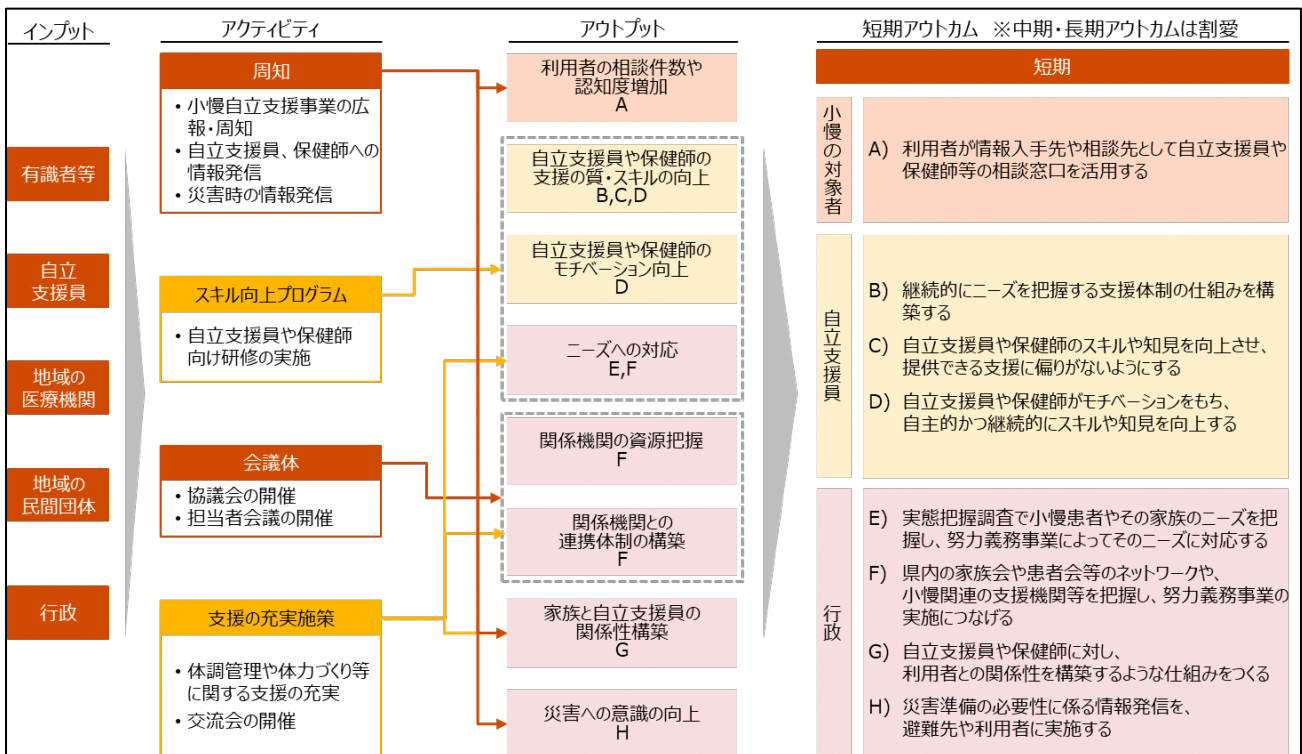 インプット
アクティビティ
アウトプット
短期アウトカム ※中期・長期アウトカムは割愛
有識者等
自立
支援員
地域の
医療機関
地域の
民間団体
行政
周知
・小慢自立支援事業の広
報・周知
・自立支援員、保健師への
情報発信
・災害時の情報発信
スキル向上プログラム
・自立支援員や保健師
向け研修の実施
会議体
・協議会の開催
・担当者会議の開催
支援の充実施策
・体調管理や体力づくり等
に関する支援の充実
・交流会の開催
利用者の相談件数や
認知度増加
A
自立支援員や保健師の
支援の質・スキルの向上
B,C,D
自立支援員や保健師の
モチベーション向上
D
ニーズへの対応
E,F
関係機関の資源把握
F
関係機関との
連携体制の構築
F
家族と自立支援員の
関係性構築
G
災害への意識の向上
H
短期
小慢の対象者
A) 利用者が情報入手先や相談先として自立支援員や
保健師等の相談窓口を活用する
自立支援員
B) 継続的にニーズを把握する支援体制の仕組みを構
築する
C) 自立支援員や保健師のスキルや知見を向上させ、
提供できる支援に偏りがないようにする
D) 自立支援員や保健師がモチベーションをもち、
自主的かつ継続的にスキルや知見を向上する
行政
E) 実態把握調査で小慢患者やその家族のニーズを把
握し、努力義務事業によってそのニーズに対応する
F) 県内の家族会や患者会等のネットワークや、
小慢関連の支援機関等を把握し、努力義務事業の
実施につなげる
G) 自立支援員や保健師に対し、
利用者との関係性を構築するような仕組みをつくる
H) 災害準備の必要性に係る情報発信を、
避難先や利用者に実施する